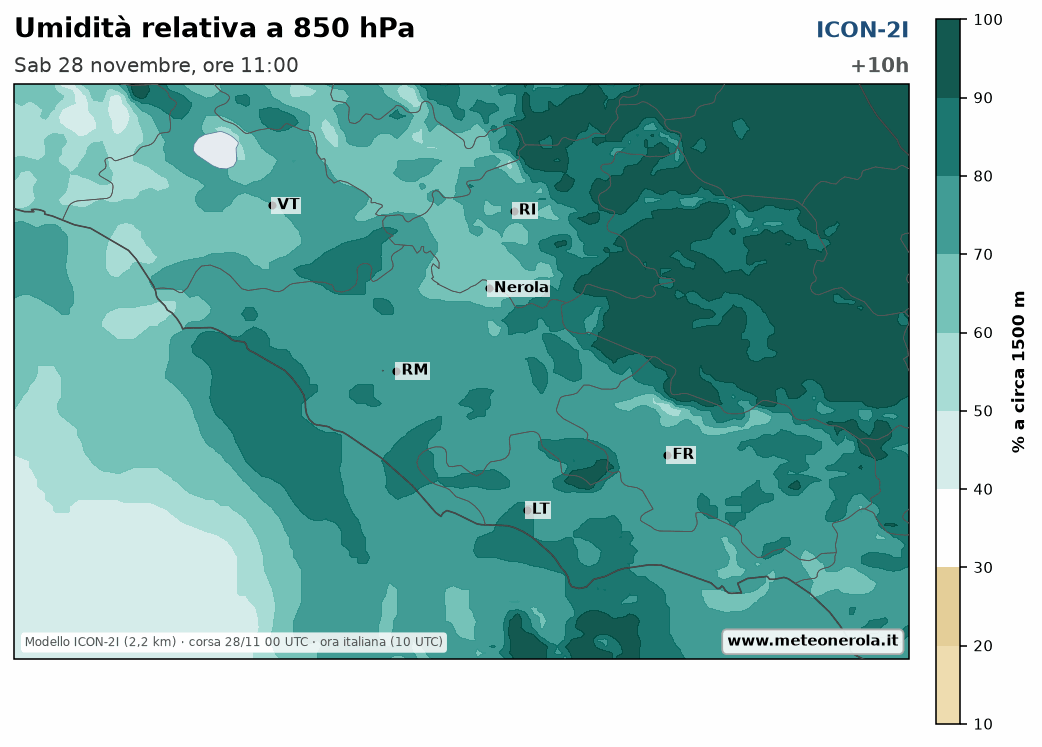 Umidità relativa a 850 hPa
ICON-2I
Sab 28 novembre, ore 11:00
+10h
VT
RI
Nerola
RM
FR
LT
Modello ICON-2I (2,2 km) · corsa 28/11 00 UTC · ora italiana (10 UTC)
www.meteonerola.it
100
90
80
70
60
50
40
30
20
10
% a circa 1500 m